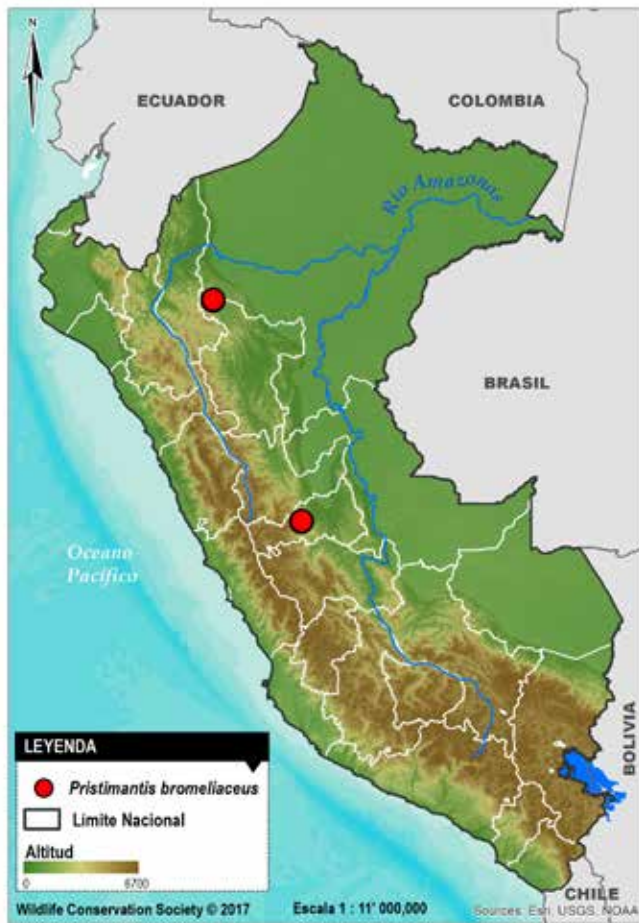 N
ECUADOR
COLOMBIA
Río Amazonas
BRASIL
Oceano
Pacífico
BOLIVIA
LEYENDA
Pristimantis bromeliaceus
Límite Nacional
Altitud
0 6700
CHILE
Wildlife Conservation Society © 2017 Escala 1 : 11' 000,000 Sources: Esri, USGS, NOAA